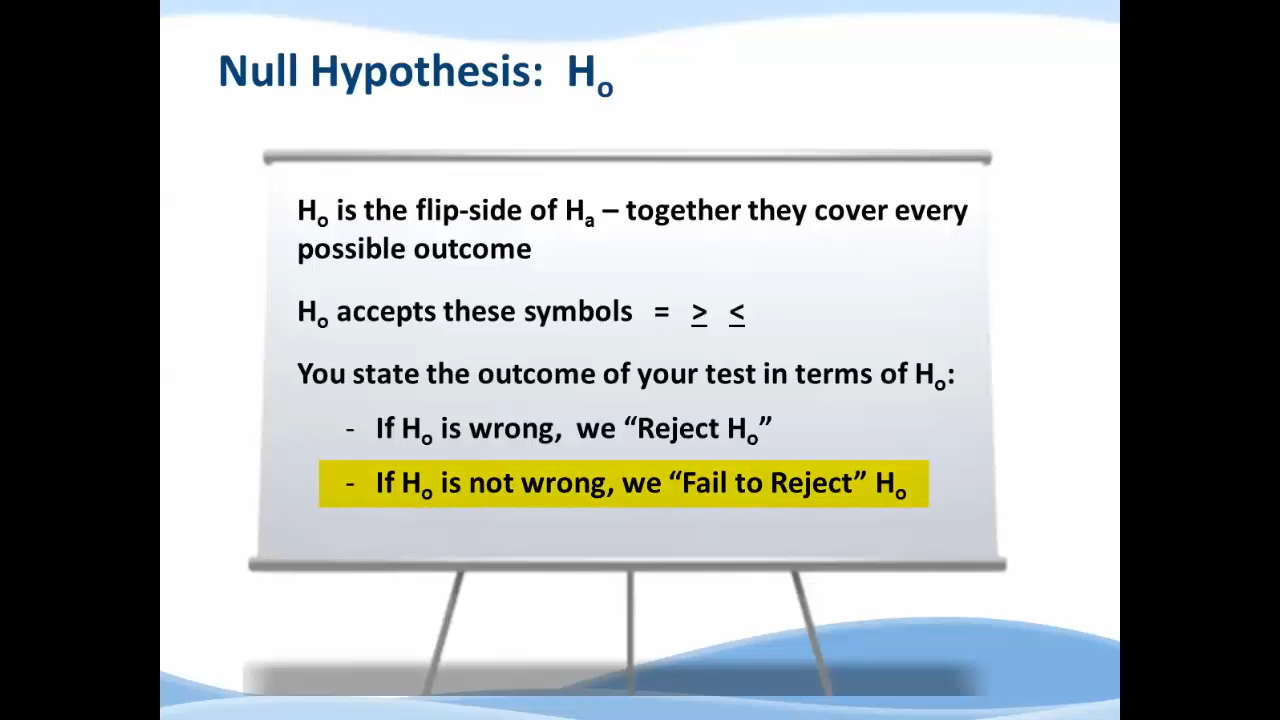 Null Hypothesis: Ho
Ho is the flip-side of Ha – together they cover every
possible outcome
Ho accepts these symbols = ≥ ≤
You state the outcome of your test in terms of Ho:
- If Ho is wrong, we “Reject Ho”
- If Ho is not wrong, we “Fail to Reject” Ho